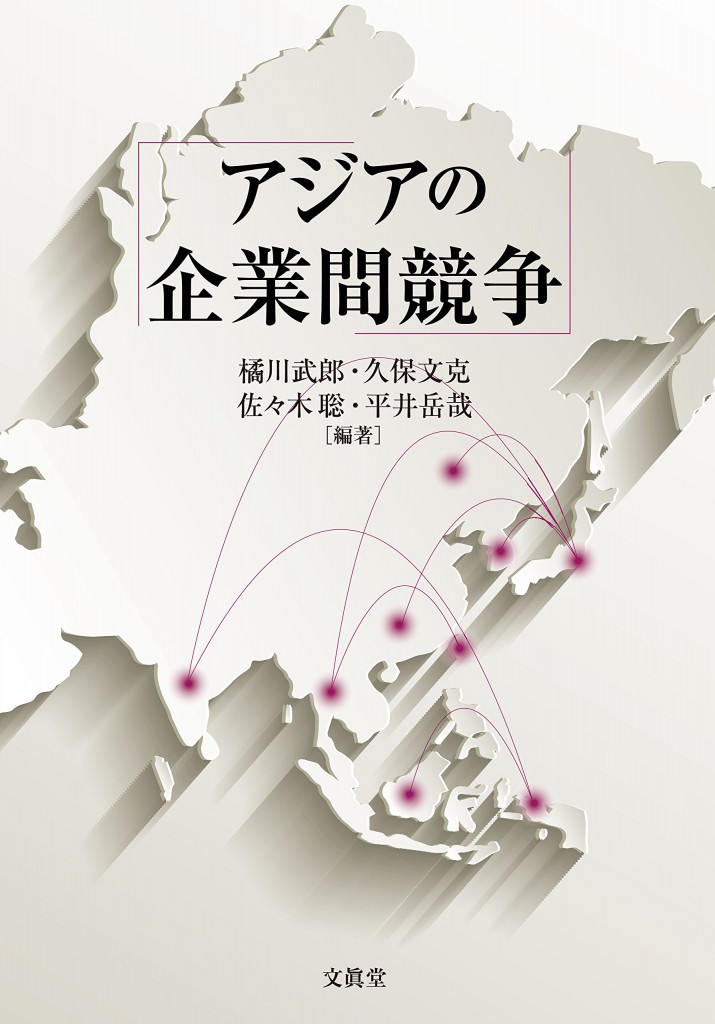 アジアの
企業間競争
橘川武郎・久保文克
佐々木 聡・平井岳哉
［編著］
文眞堂